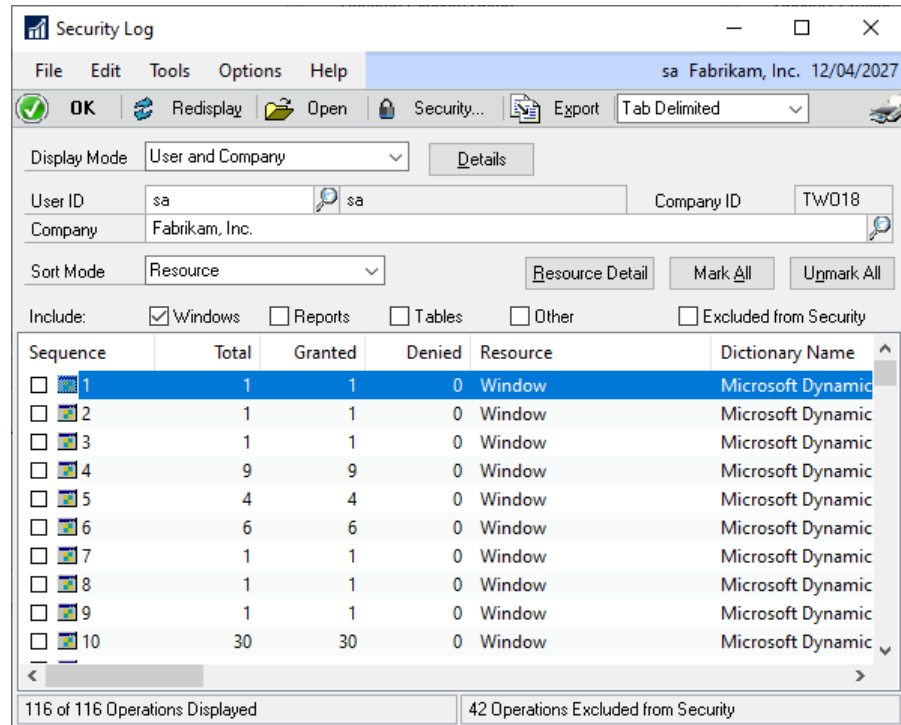 Security Log
File Edit Tools Options Help sa Fabrikam, Inc. 12/04/2027
OK Redisplay Open Security... Export Tab Delimited
Display Mode User and Company Details
User ID sa sa Company ID TWO18
Company Fabrikam, Inc.
Sort Mode Resource Resource Detail Mark All Unmark All
Include: Windows Reports Tables Other Excluded from Security
Sequence Total Granted Denied Resource Dictionary Name
1 1 1 0 Window Microsoft Dynamic
2 1 1 0 Window Microsoft Dynamic
3 1 1 0 Window Microsoft Dynamic
4 9 9 0 Window Microsoft Dynamic
5 4 4 0 Window Microsoft Dynamic
6 6 6 0 Window Microsoft Dynamic
7 1 1 0 Window Microsoft Dynamic
8 1 1 0 Window Microsoft Dynamic
9 1 1 0 Window Microsoft Dynamic
10 30 30 0 Window Microsoft Dynamic
116 of 116 Operations Displayed 42 Operations Excluded from Security